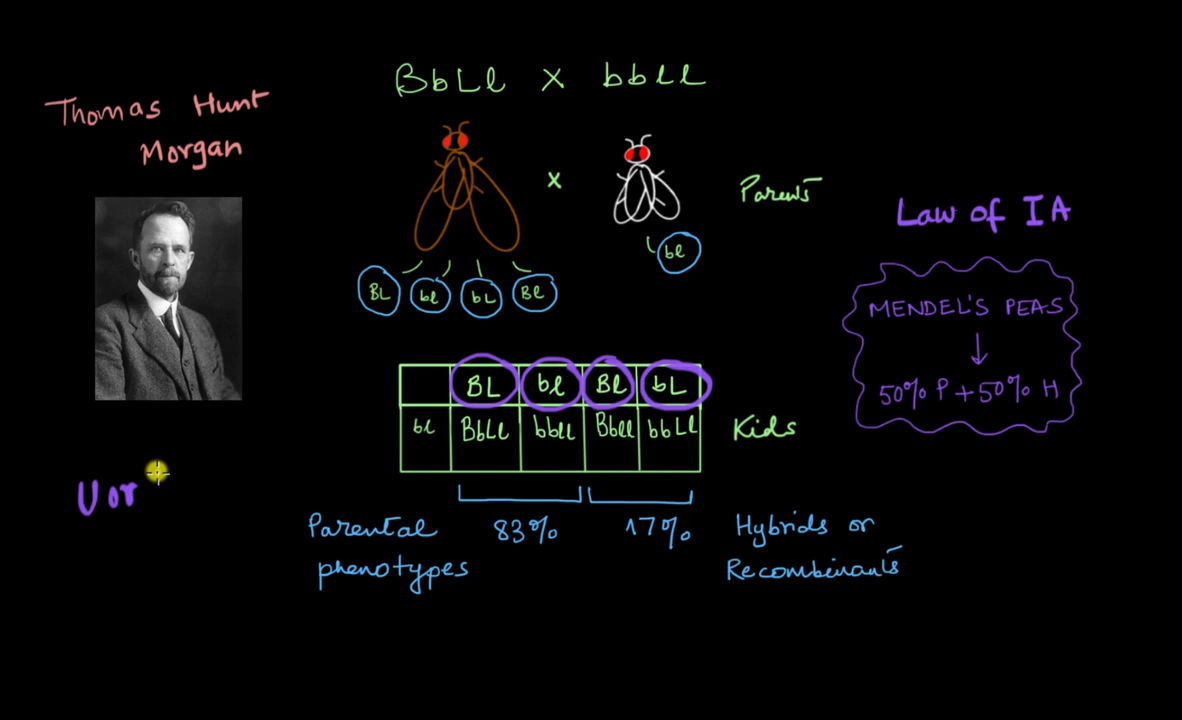 Thomas Hunt
Morgan
BbLl X bbll
x
Parents
bl
BL bl bL Bl
Law of IA
MENDEL'S PEAS
↓
50% P + 50% H
BL bl Bl bL
bl BbLl bbll Bbll bbLl
Kids
Uor
Parental 83% 17% Hybrids or
phenotypes Recombinants